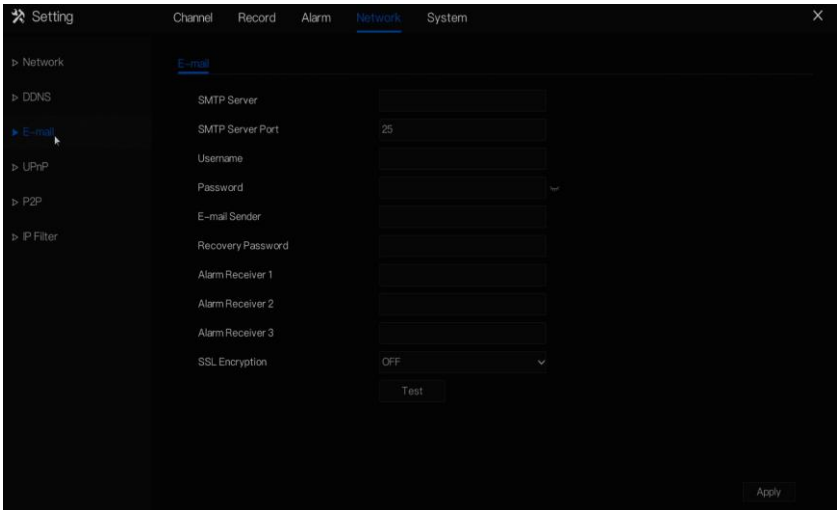 Setting
Channel Record Alarm Network System X
Network
DDNS
E-mail
UPnP
P2P
IP Filter
E-mail
SMTP Server
SMTP Server Port 25
Username
Password
E-mail Sender
Recovery Password
Alarm Receiver 1
Alarm Receiver 2
Alarm Receiver 3
SSL Encryption OFF
Test
Apply